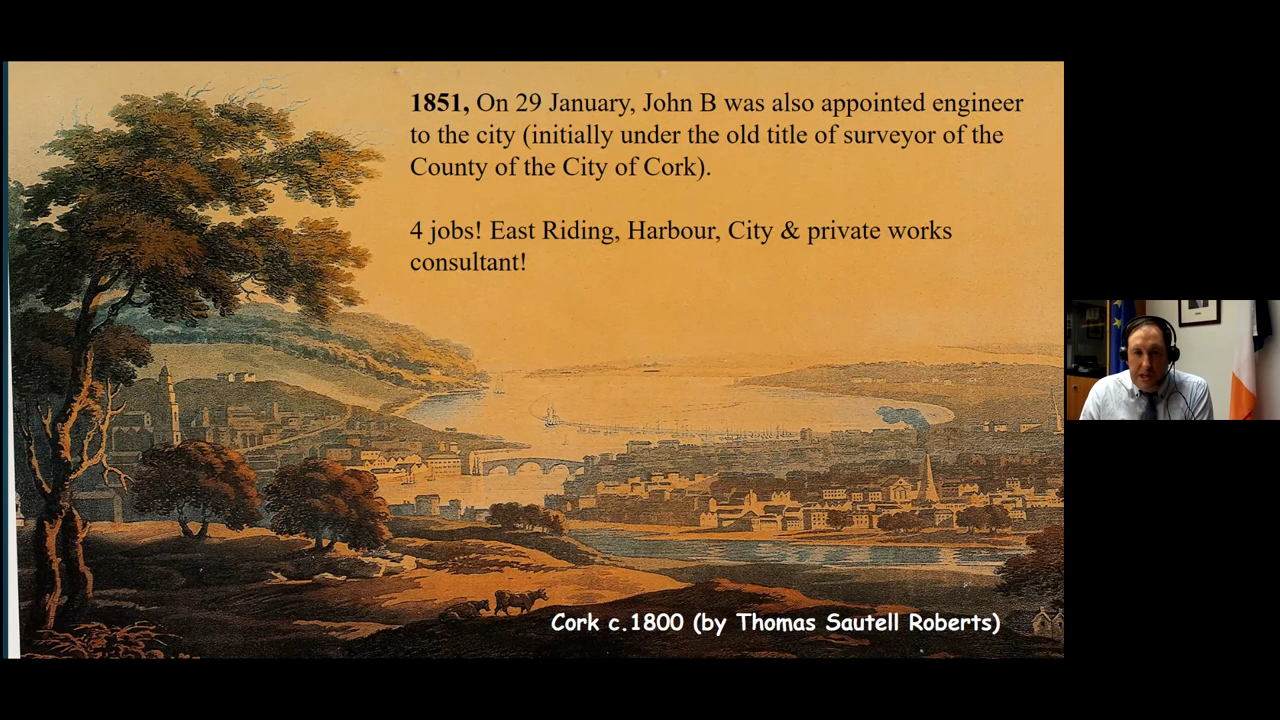 1851, On 29 January, John B was also appointed engineer
to the city (initially under the old title of surveyor of the
County of the City of Cork).
4 jobs! East Riding, Harbour, City & private works
consultant!
Cork c.1800 (by Thomas Sautell Roberts)